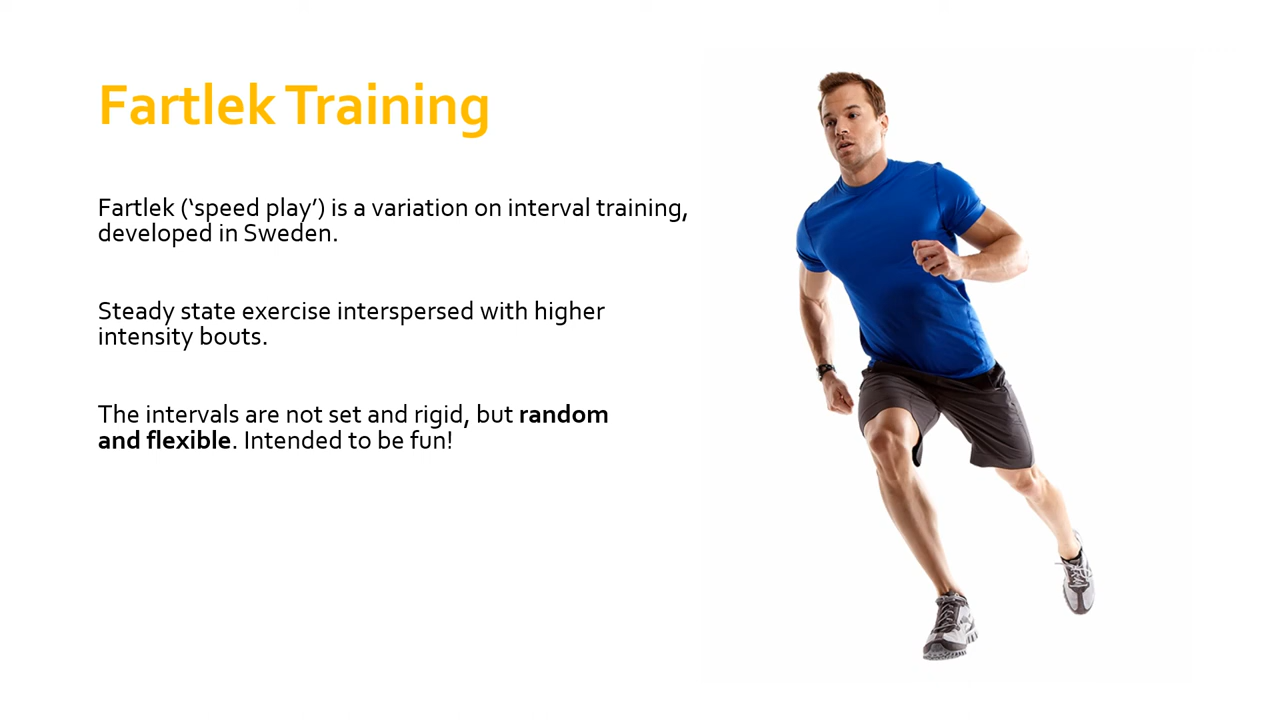 Fartlek Training
Fartlek (‘speed play’) is a variation on interval training,
developed in Sweden.
Steady state exercise interspersed with higher
intensity bouts.
The intervals are not set and rigid, but random
and flexible. Intended to be fun!